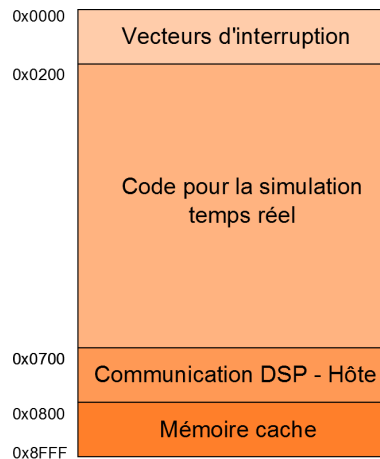 0x0000
Vecteurs d'interruption
0x0200
Code pour la simulation
temps réel
0x0700
Communication DSP - Hôte
0x0800
Mémoire cache
0x8FFF